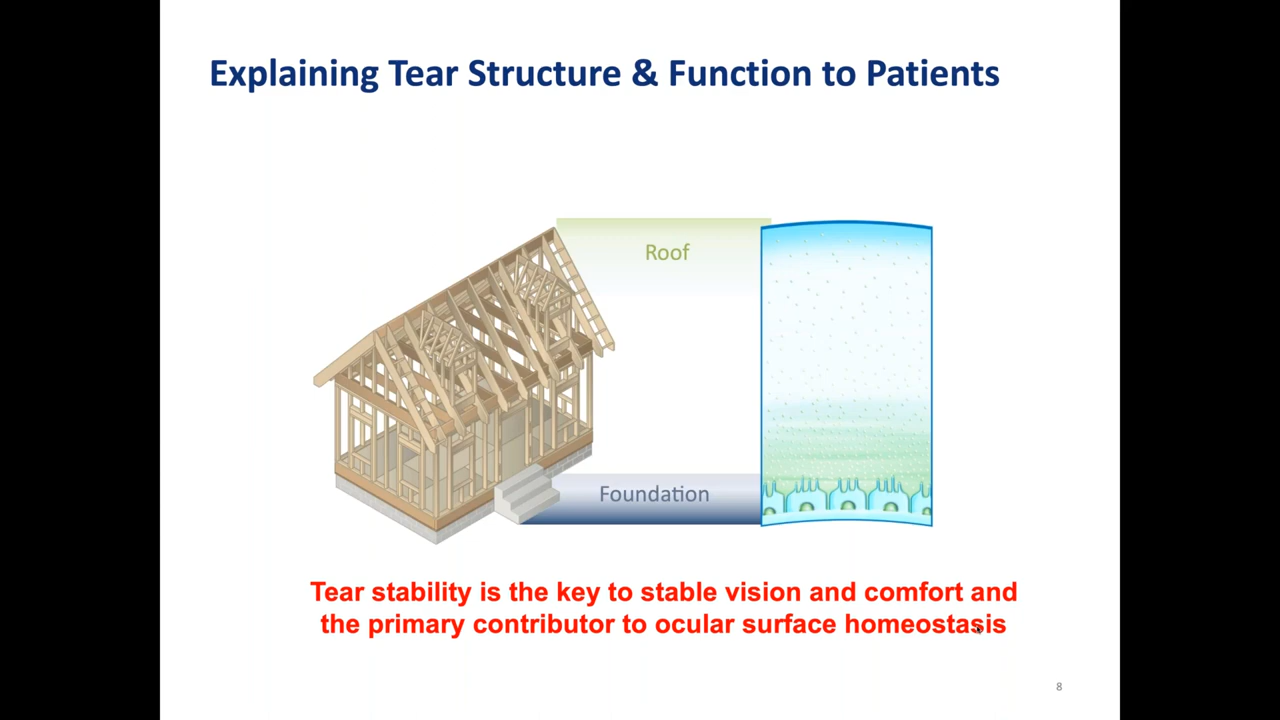 Explaining Tear Structure & Function to Patients
Roof
Foundation
Tear stability is the key to stable vision and comfort and
the primary contributor to ocular surface homeostasis
8